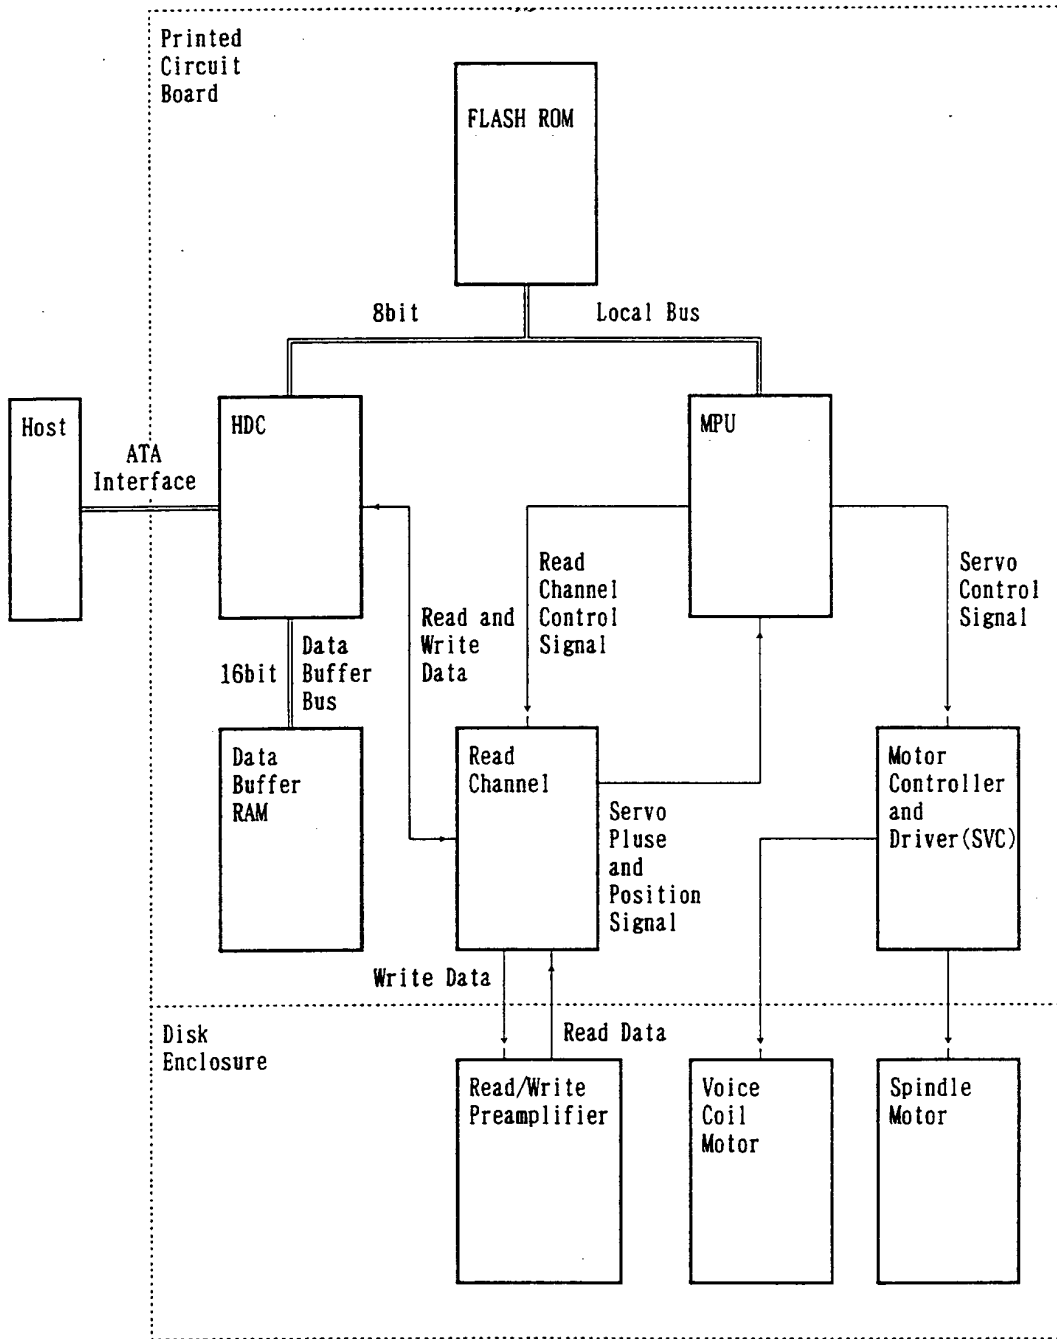 Printed
Circuit
Board
FLASH ROM
8bit
Local Bus
Host
ATA
Interface
HDC
MPU
Read
Channel
Control
Signal
Servo
Control
Signal
Read and
Write
Data
16bit
Data
Buffer
Bus
Data
Buffer
RAM
Read
Channel
Servo
Pluse
and
Position
Signal
Motor
Controller
and
Driver(SVC)
Write Data
Read Data
Disk
Enclosure
Read/Write
Preamplifier
Voice
Coil
Motor
Spindle
Motor